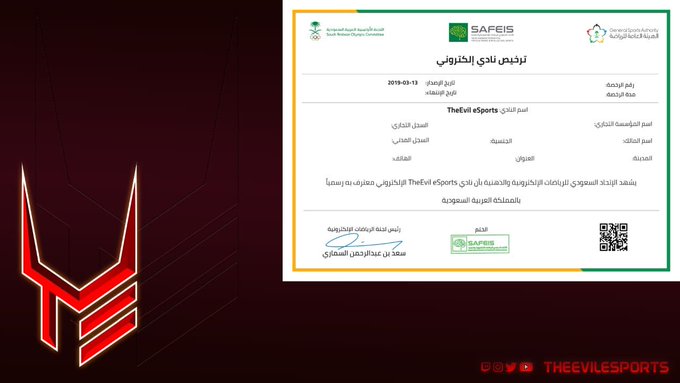 اللجنة الأولمبية العربية السعودية
Saudi Arabian Olympic Committee
SAFEIS
General Sports Authority
الهيئة العامة للرياضة
ترخيص نادي إلكتروني
رقم الرخصة:
تاريخ الإصدار: 13-03-2019
مدة الرخصة:
تاريخ الإنتهاء:
اسم النادي: TheEvil eSports
اسم المؤسسة التجاري:
السجل التجاري:
اسم المالك:
الجنسية:
السجل المدني:
المدينة:
العنوان:
الهاتف:
يشهد الإتحاد السعودي للرياضات الإلكترونية والذهنية بأن نادي TheEvil eSports الإلكتروني معترف به رسمياً
بالمملكة العربية السعودية
الختم
رئيس لجنة الرياضات الإلكترونية
SAFEIS
سعد بن عبدالرحمن السماري
TE
THEEVILESPORTS